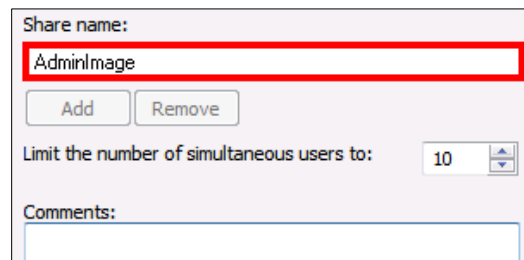 Share name:
AdminImage
Add Remove
Limit the number of simultaneous users to: 10
Comments: